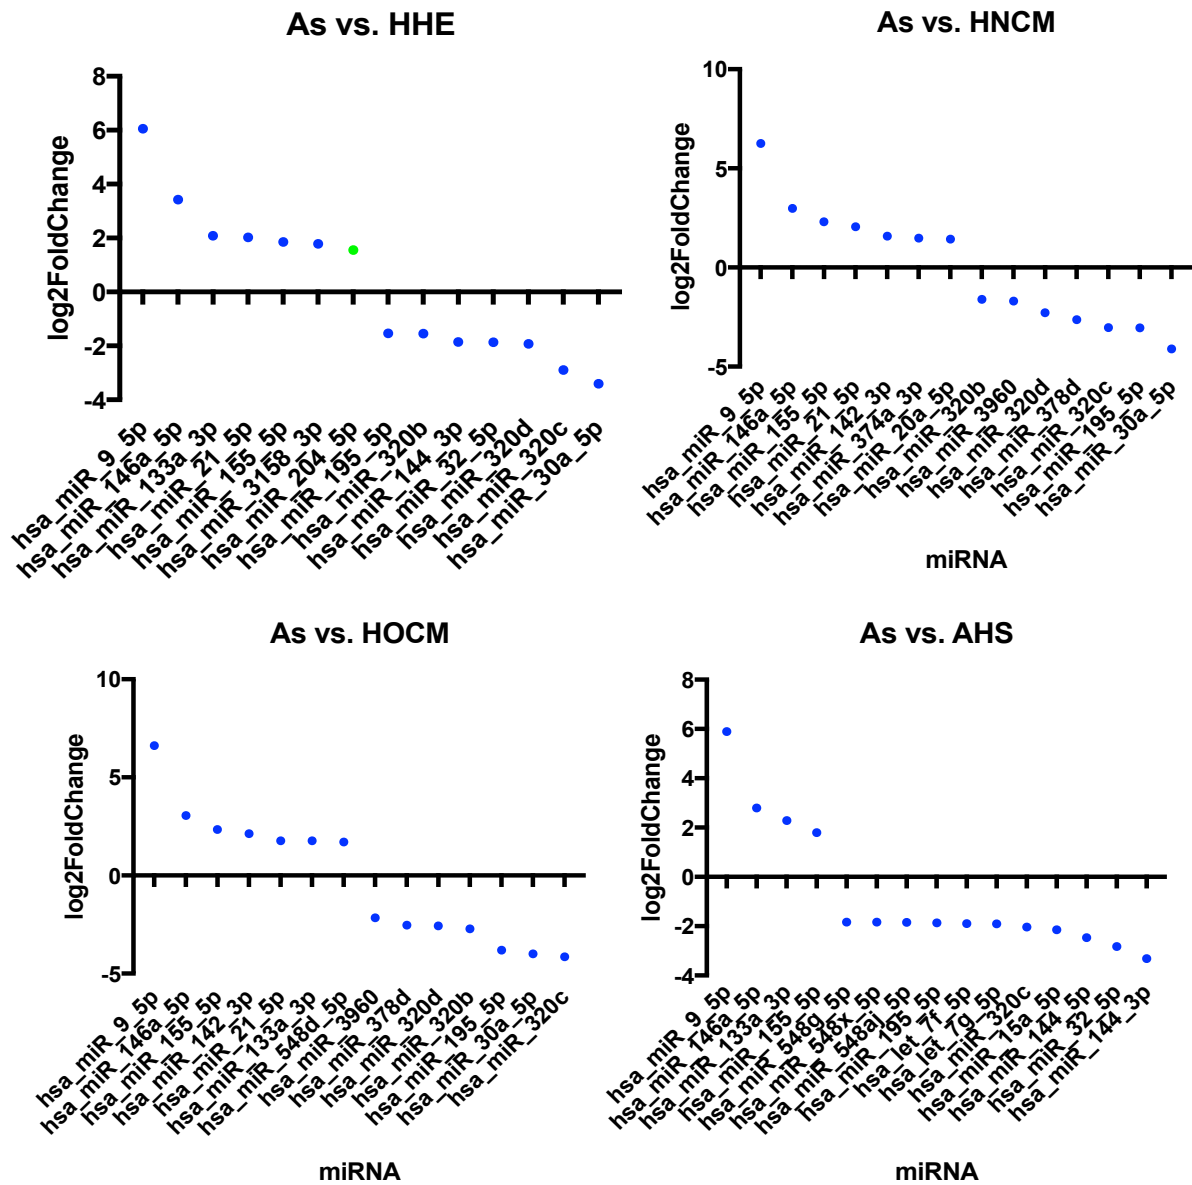 As vs. HHE
log2FoldChange
8
6
4
2
0
-2
-4
hsa_miR_9_5p
hsa_miR_146a_5p
hsa_miR_133a_3p
hsa_miR_21_5p
hsa_miR_155_5p
hsa_miR_3158_3p
hsa_miR_204_5p
hsa_miR_195_5p
hsa_miR_320b
hsa_miR_144_3p
hsa_miR_32_5p
hsa_miR_320d
hsa_miR_320c
hsa_miR_30a_5p
As vs. HNCM
log2FoldChange
10
5
0
-5
hsa_miR_9_5p
hsa_miR_146a_5p
hsa_miR_155_5p
hsa_miR_21_5p
hsa_miR_142_3p
hsa_miR_374a_3p
hsa_miR_20a_5p
hsa_miR_320b
hsa_miR_3960
hsa_miR_320d
hsa_miR_378d
hsa_miR_320c
hsa_miR_195_5p
hsa_miR_30a_5p
miRNA
As vs. HOCM
log2FoldChange
10
5
0
-5
hsa_miR_9_5p
hsa_miR_146a_5p
hsa_miR_155_5p
hsa_miR_142_3p
hsa_miR_21_5p
hsa_miR_133a_3p
hsa_miR_548d_5p
hsa_miR_3960
hsa_miR_378d
hsa_miR_320d
hsa_miR_320b
hsa_miR_195_5p
hsa_miR_30a_5p
hsa_miR_320c
miRNA
As vs. AHS
log2FoldChange
8
6
4
2
0
-2
-4
hsa_miR_9_5p
hsa_miR_146a_5p
hsa_miR_133a_3p
hsa_miR_155_5p
hsa_miR_548g_5p
hsa_miR_548x_5p
hsa_miR_548aj_5p
hsa_miR_195_5p
hsa_let_7f_5p
hsa_let_7g_5p
hsa_miR_320c
hsa_miR_15a_5p
hsa_miR_144_5p
hsa_miR_32_5p
hsa_miR_144_3p
miRNA